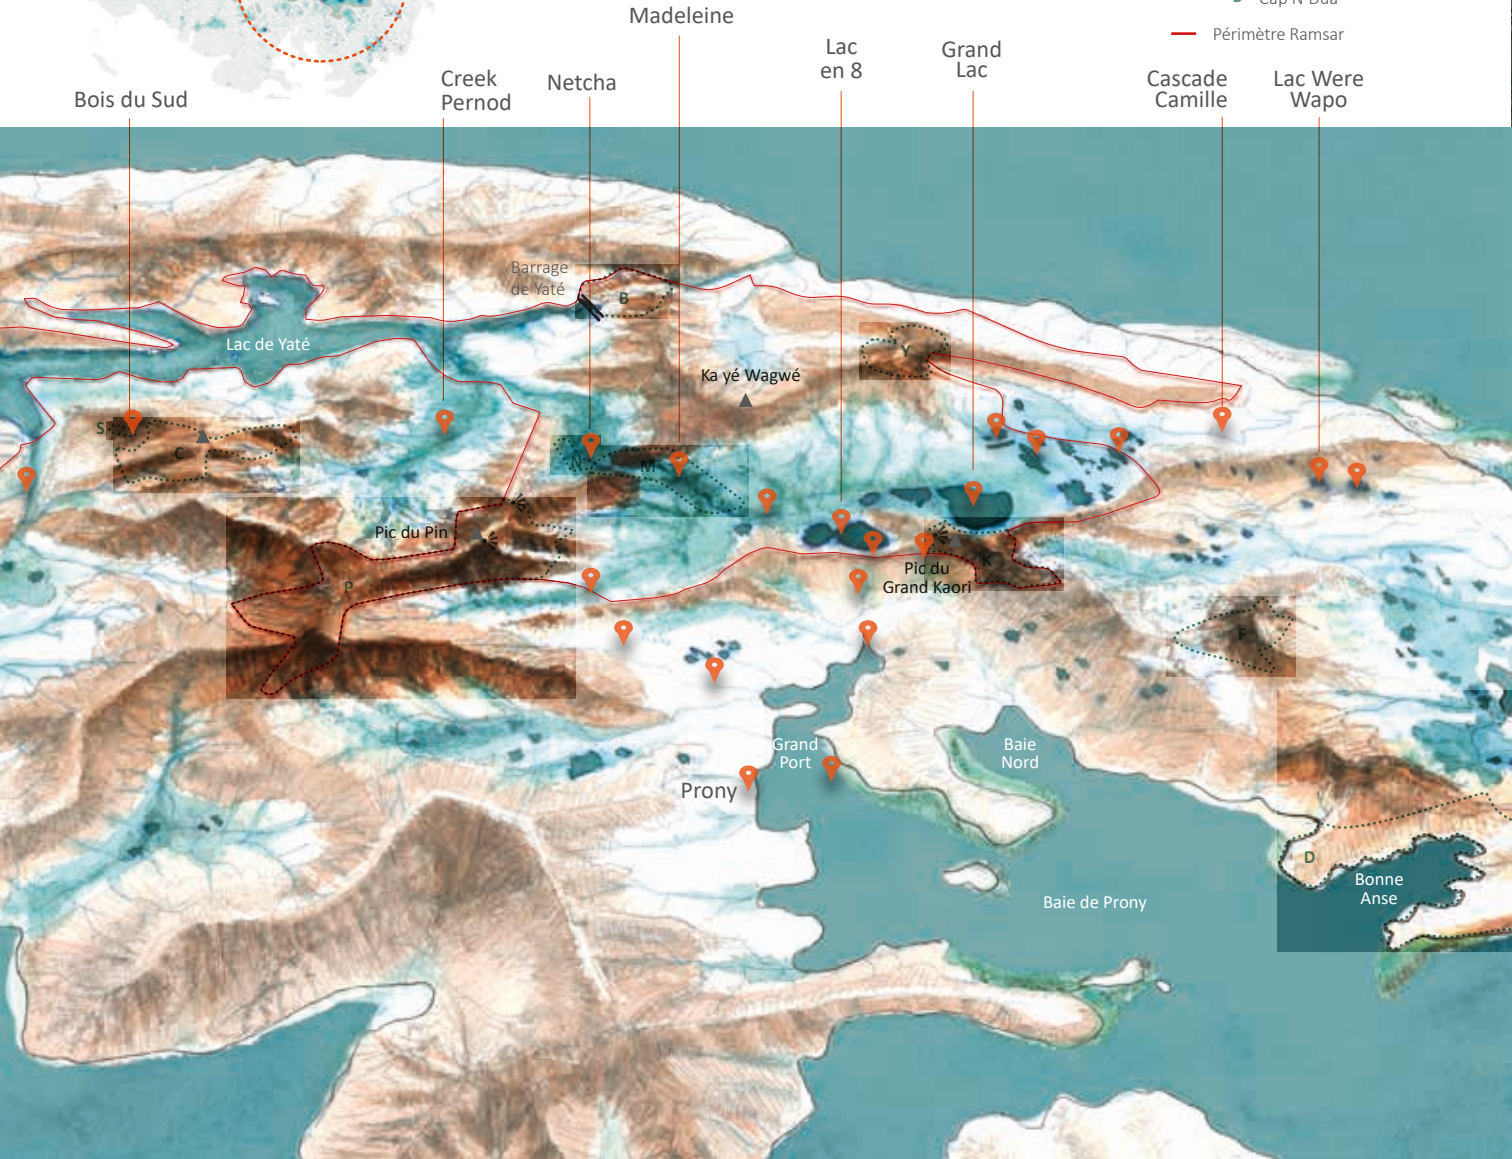 Madeleine
Cap N'Dua
Périmètre Ramsar
Lac
en 8
Grand
Lac
Bois du Sud
Creek
Pernod
Netcha
Cascade
Camille
Lac Were
Wapo
Barrage
de Yaté
B
Lac de Yaté
Y
Ka yé Wagwé
S
C
N
M
Pic du Pin
P
Pic du
Grand Kaori
K
F
Grand
Port
Baie
Nord
Prony
D
Bonne
Anse
Baie de Prony